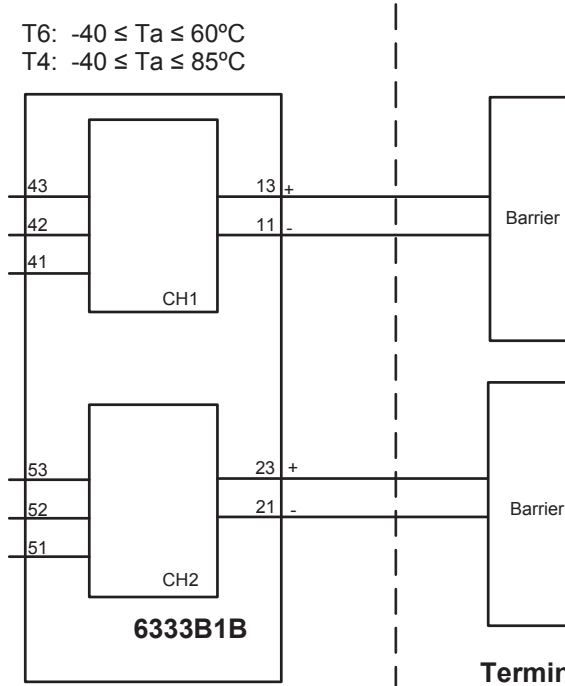 T6: -40 ≤ Ta ≤ 60ºC
T4: -40 ≤ Ta ≤ 85ºC
43
13 +
42
11 -
41
CH1
Barrier
53
23 +
52
21 -
51
CH2
Barrier
6333B1B
Termin